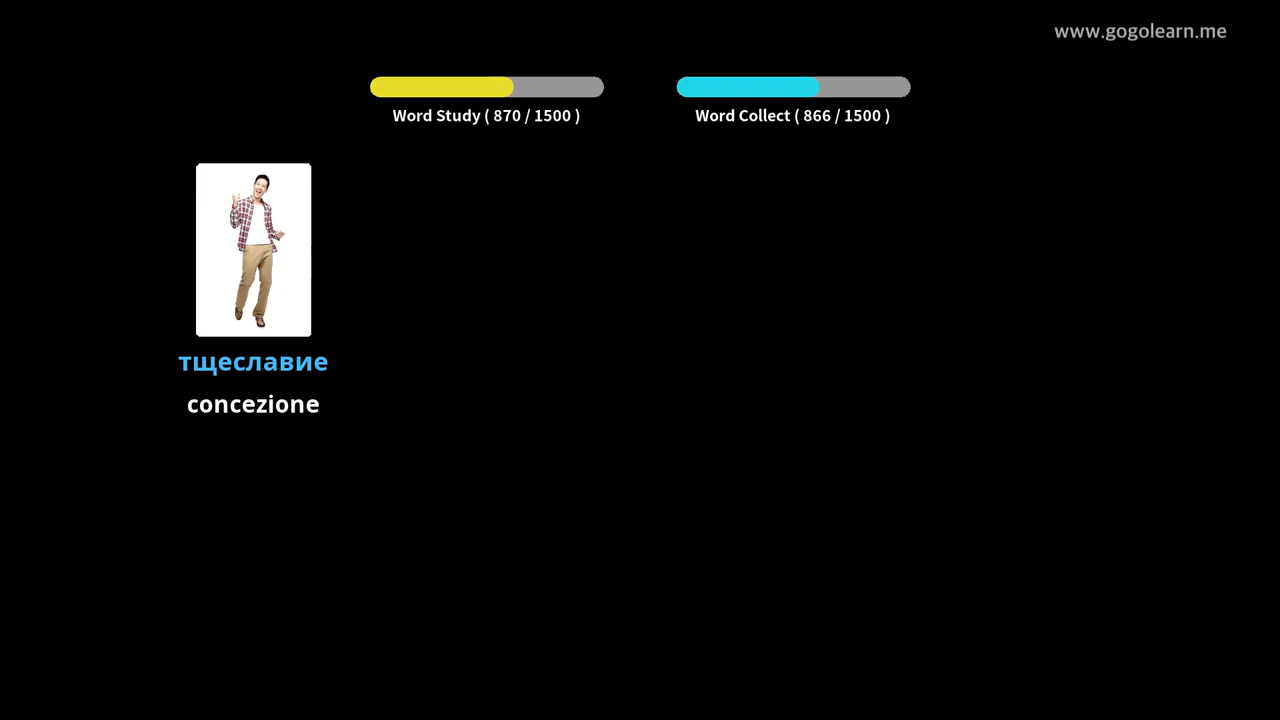 www.gogolearn.me
Word Study ( 870 / 1500 )
Word Collect ( 866 / 1500 )
тщеславие
concezione